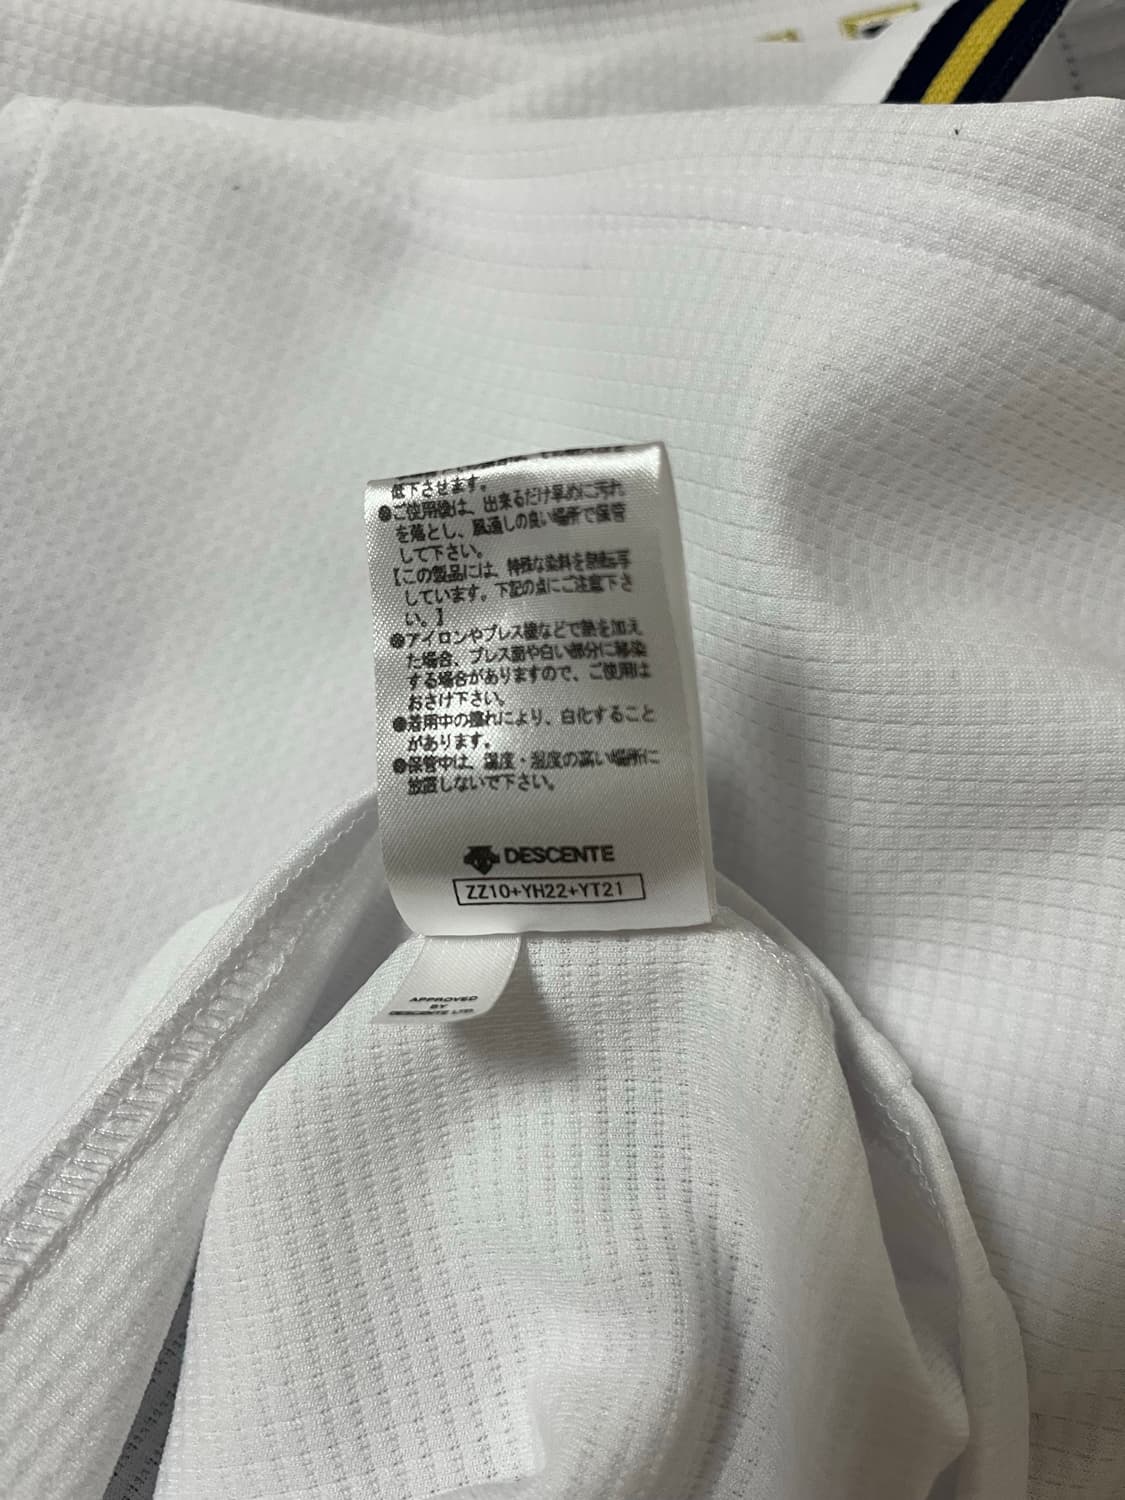 低下させます。
●ご使用後は、出来るだけ早めに汚れ
を落とし、風通しの良い場所で保管
して下さい。
【この製品には、特殊な染料を熱転写
しています。下記の点にご注意下さ
い。】
●アイロンやプレス機などで熱を加え
た場合、プレス面や白い部分に移染
する場合がありますので、ご使用は
おさけ下さい。
●着用中の擦れにより、白化すること
があります。
●保管中は、温度・湿度の高い場所に
放置しないで下さい。
DESCENTE
ZZ10+YH22+YT21
APPROVED
BY
DESCENTE LTD.